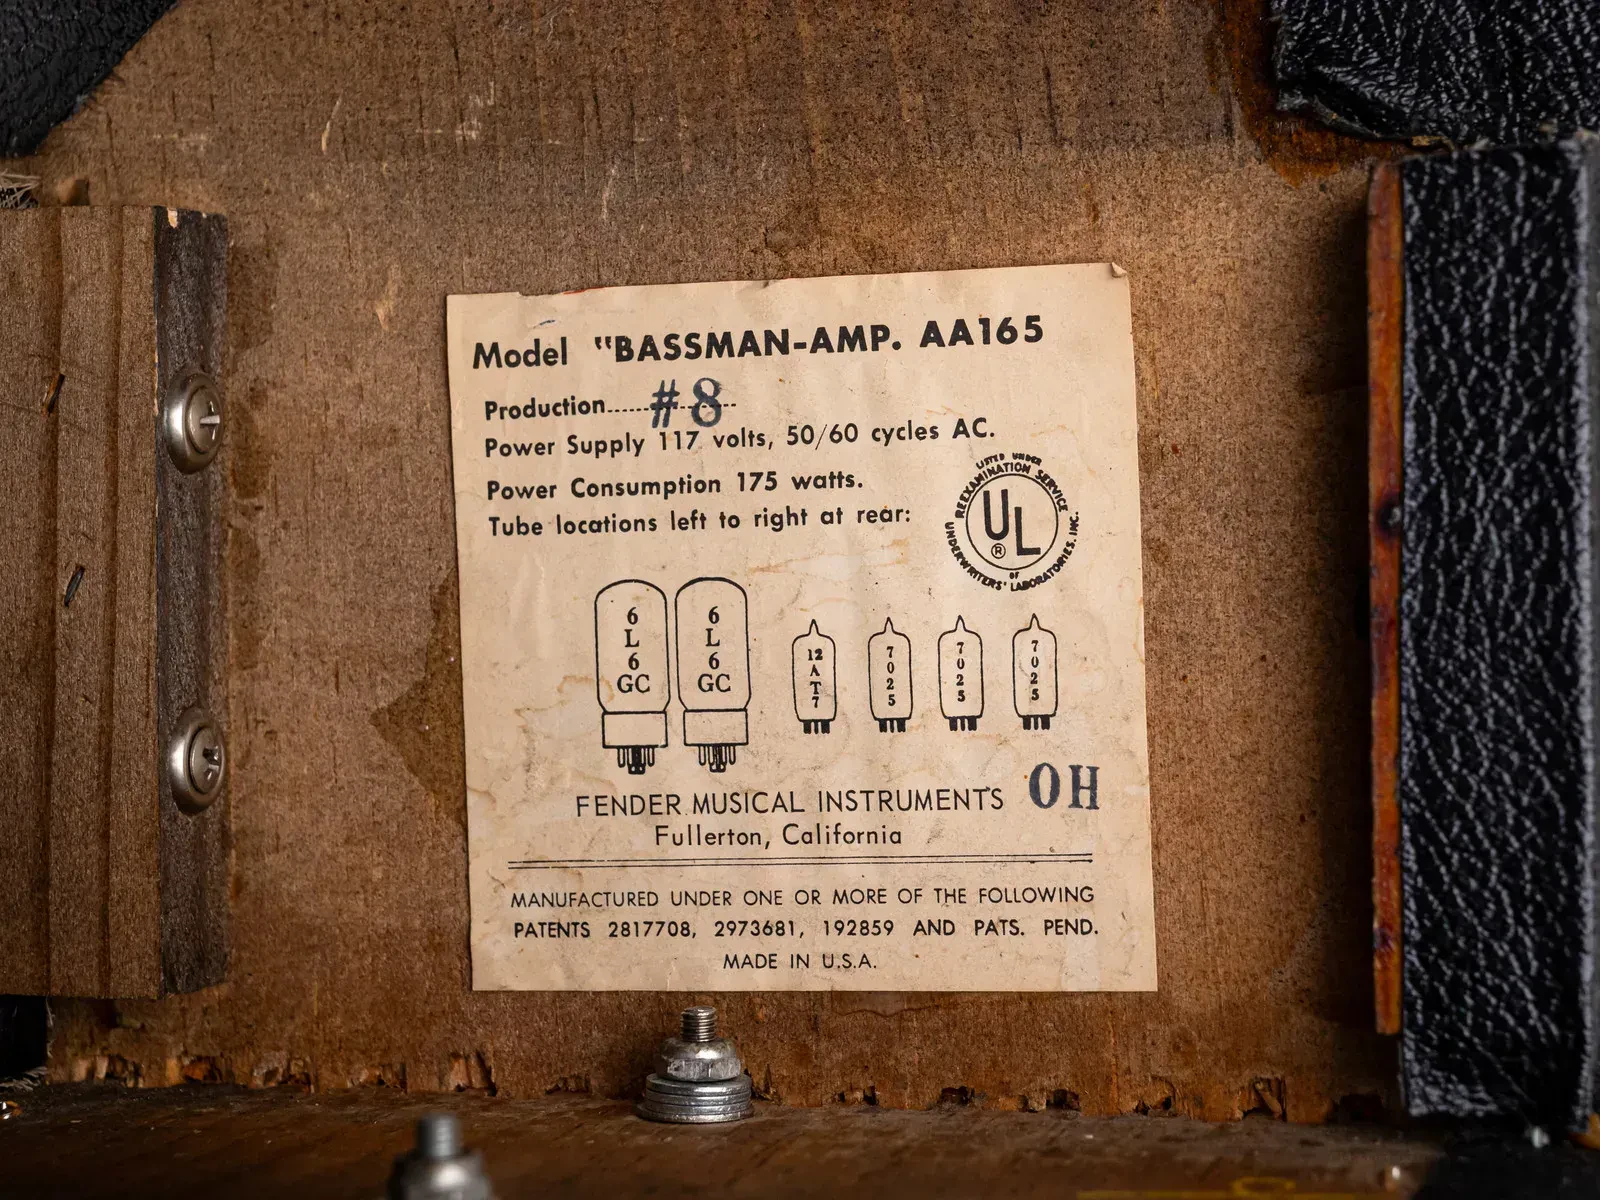 Model "BASSMAN-AMP. AA165
Production......#8
Power Supply 117 volts, 50/60 cycles AC.
Power Consumption 175 watts.
Tube locations left to right at rear:
LISTED UNDER
REEXAMINATION SERVICE
UL
®
OF
UNDERWRITERS' LABORATORIES, INC.
6L6GC
6L6GC
12AT7
7025
7025
7025
OH
FENDER MUSICAL INSTRUMENTS
Fullerton, California
MANUFACTURED UNDER ONE OR MORE OF THE FOLLOWING
PATENTS 2817708, 2973681, 192859 AND PATS. PEND.
MADE IN U.S.A.